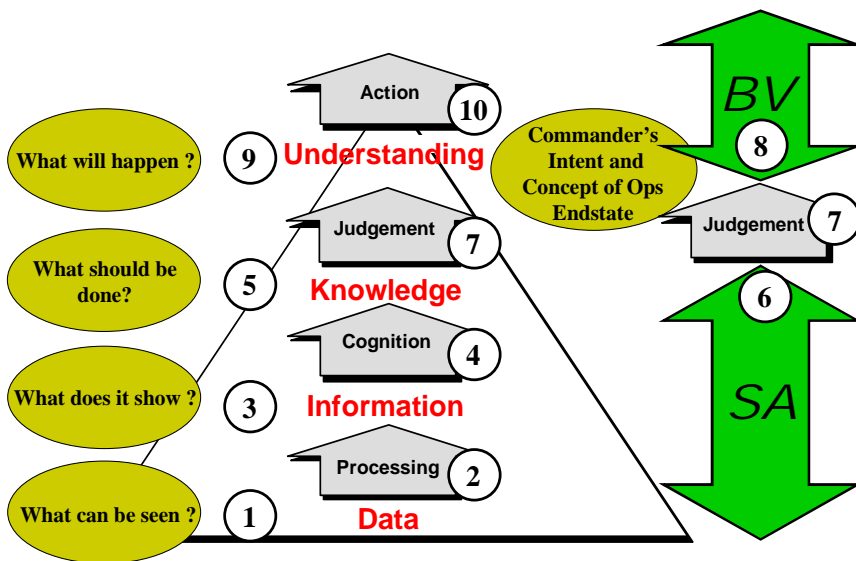 BV
Action
10
Commander's
Intent and
Concept of Ops
Endstate
8
What will happen ?
9
Understanding
Judgement
7
Judgement
7
What should be
done?
5
Knowledge
6
Cognition
4
What does it show ?
3
Information
SA
Processing
2
What can be seen ?
1
Data